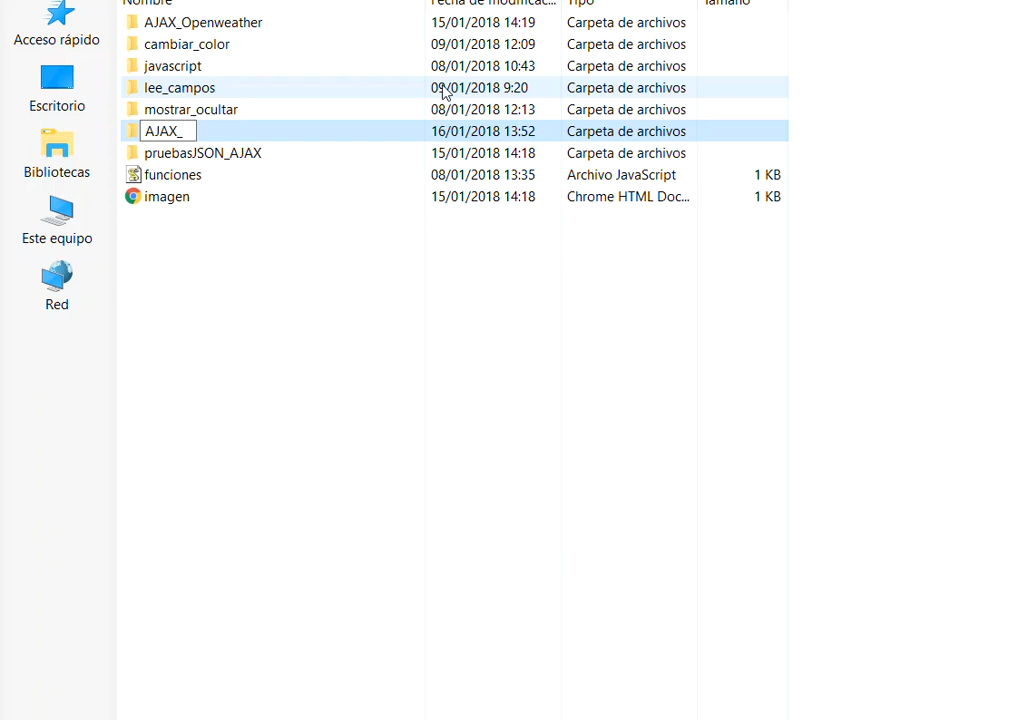 Nombre Fecha de modificac... Tipo Tamaño
Acceso rápido
Escritorio
Bibliotecas
Este equipo
Red
AJAX_Openweather 15/01/2018 14:19 Carpeta de archivos
cambiar_color 09/01/2018 12:09 Carpeta de archivos
javascript 08/01/2018 10:43 Carpeta de archivos
lee_campos 09/01/2018 9:20 Carpeta de archivos
mostrar_ocultar 08/01/2018 12:13 Carpeta de archivos
AJAX_ 16/01/2018 13:52 Carpeta de archivos
pruebasJSON_AJAX 15/01/2018 14:18 Carpeta de archivos
funciones 08/01/2018 13:35 Archivo JavaScript 1 KB
imagen 15/01/2018 14:18 Chrome HTML Doc... 1 KB